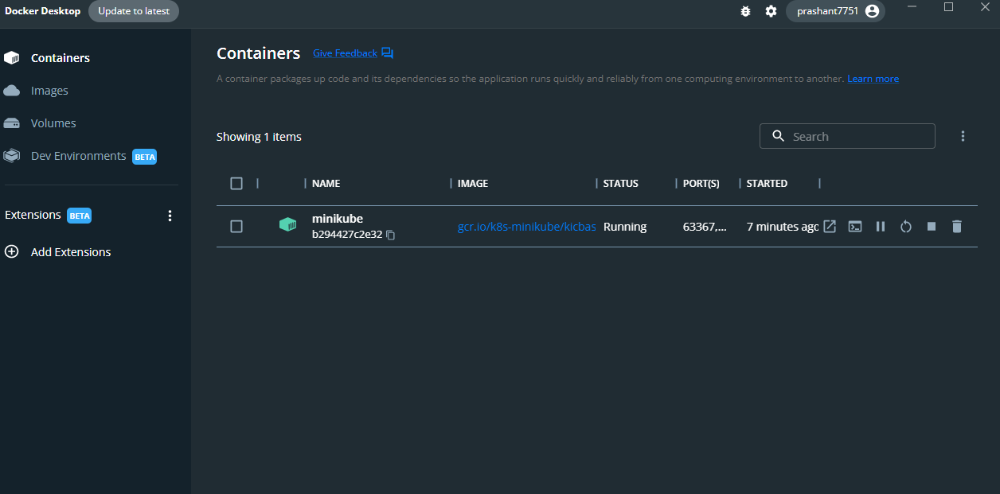 Docker Desktop Update to latest prashant7751
Containers
Images
Volumes
Dev Environments BETA
Extensions BETA
Add Extensions
Containers Give Feedback
A container packages up code and its dependencies so the application runs quickly and reliably from one computing environment to another. Learn more
Showing 1 items Search
NAME IMAGE STATUS PORT(S) STARTED
minikube
b294427c2e32 gcr.io/k8s-minikube/kicbas Running 63367,... 7 minutes ago